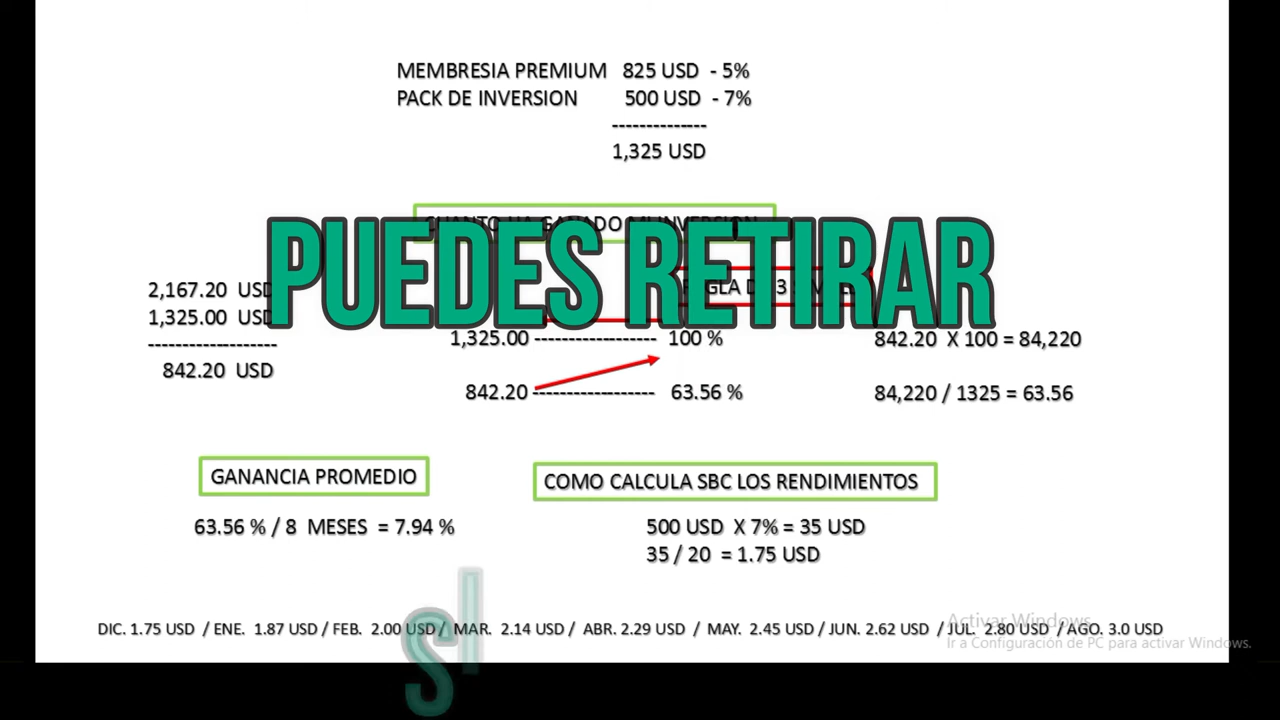 MEMBRESIA PREMIUM 825 USD - 5%
PACK DE INVERSION 500 USD - 7%
--------------
1,325 USD
PUEDES RETIRAR
2,167.20 USD
1,325.00 USD
-------------------
842.20 USD
1,325.00 ------------------- 100 %
842.20 ------------------- 63.56 %
842.20 X 100 = 84,220
84,220 / 1325 = 63.56
GANANCIA PROMEDIO
63.56 % / 8 MESES = 7.94 %
COMO CALCULA SBC LOS RENDIMIENTOS
500 USD X 7% = 35 USD
35 / 20 = 1.75 USD
SI
DIC. 1.75 USD / ENE. 1.87 USD / FEB. 2.00 USD / MAR. 2.14 USD / ABR. 2.29 USD / MAY. 2.45 USD / JUN. 2.62 USD / JUL. 2.80 USD / AGO. 3.0 USD
Activar Windows
Ir a Configuración de PC para activar Windows.